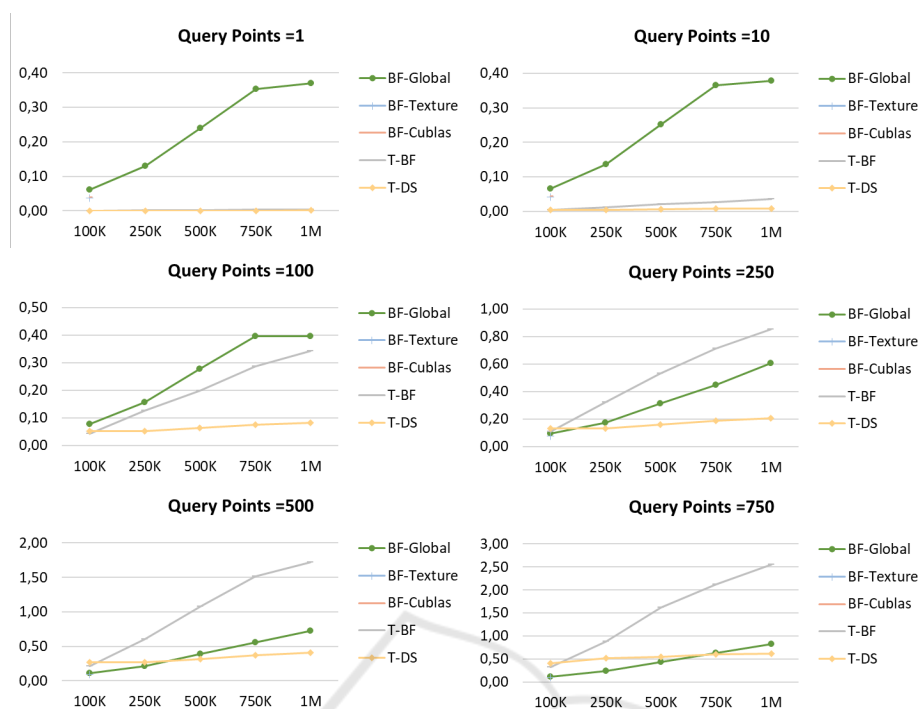 Query Points =1
0,40
0,30
0,20
0,10
0,00
100K 250K 500K 750K 1M
BF-Global
BF-Texture
BF-Cublas
T-BF
T-DS
Query Points =10
0,40
0,30
0,20
0,10
0,00
100K 250K 500K 750K 1M
BF-Global
BF-Texture
BF-Cublas
T-BF
T-DS
Query Points =100
0,50
0,40
0,30
0,20
0,10
0,00
100K 250K 500K 750K 1M
BF-Global
BF-Texture
BF-Cublas
T-BF
T-DS
Query Points =250
1,00
0,80
0,60
0,40
0,20
0,00
100K 250K 500K 750K 1M
BF-Global
BF-Texture
BF-Cublas
T-BF
T-DS
Query Points =500
2,00
1,50
1,00
0,50
0,00
100K 250K 500K 750K 1M
BF-Global
BF-Texture
BF-Cublas
T-BF
T-DS
Query Points =750
3,00
2,50
2,00
1,50
1,00
0,50
0,00
100K 250K 500K 750K 1M
BF-Global
BF-Texture
BF-Cublas
T-BF
T-DS